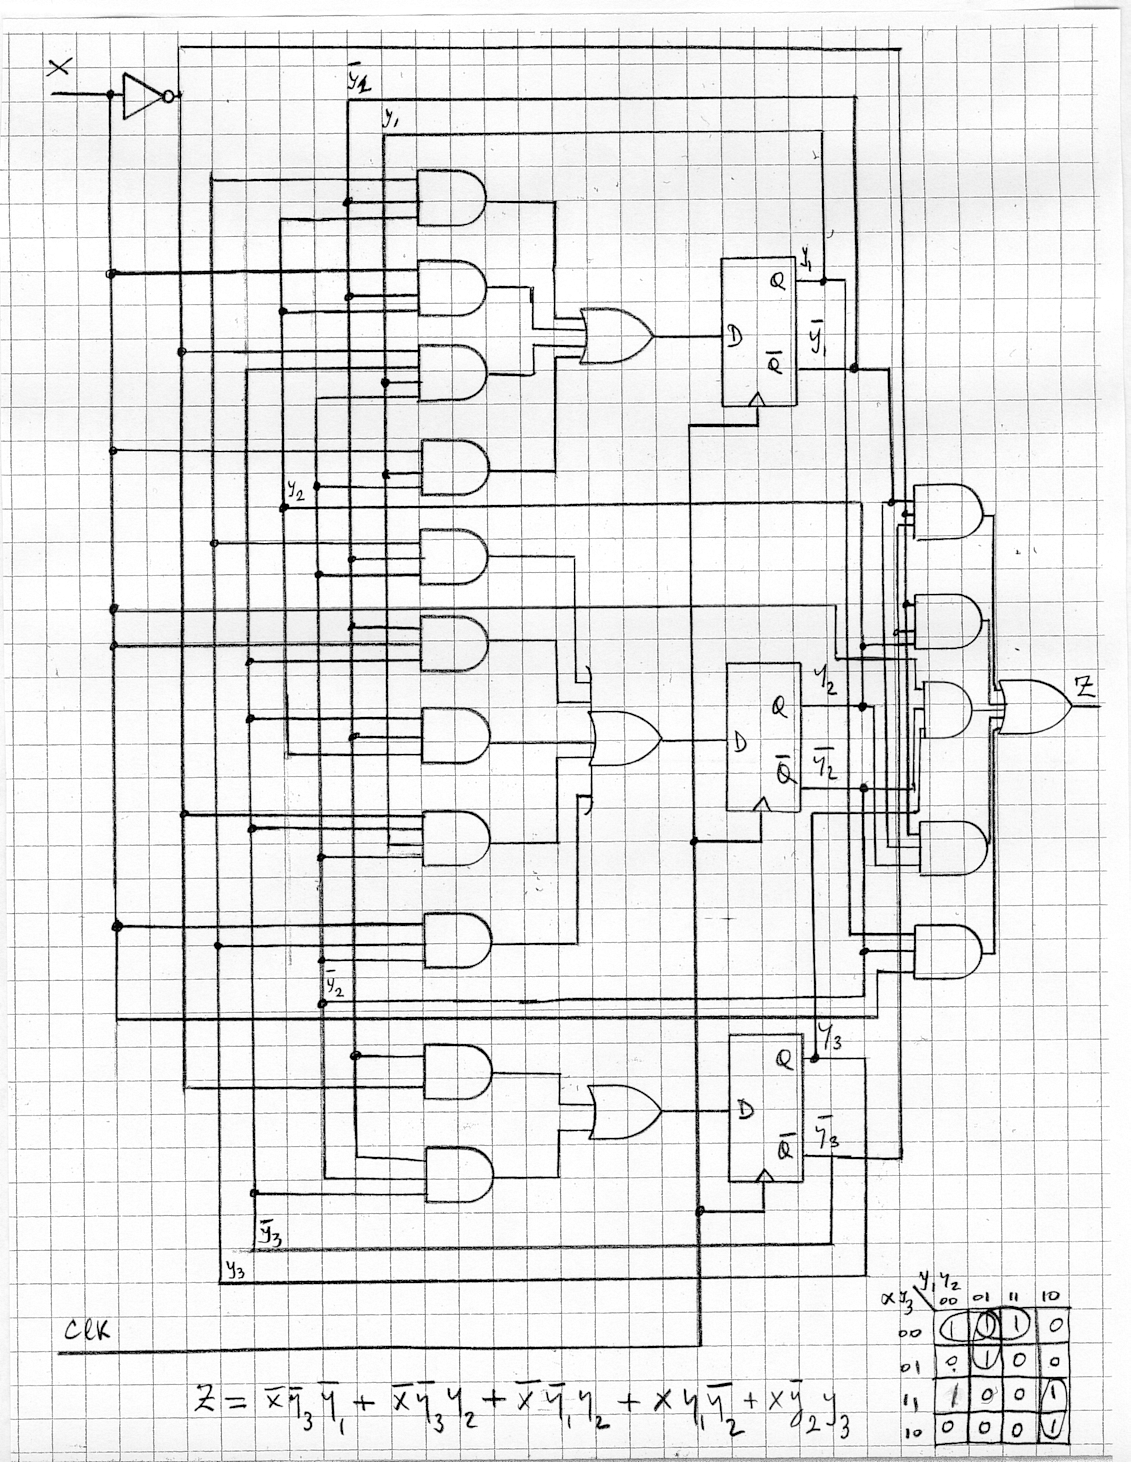 X
ȳ1
y1
Q
y1
D
ȳ1
Q̄
y2
y2
Q
Z
D
ȳ2
Q̄
ȳ2
y3
Q
D
ȳ3
Q̄
ȳ3
y3
y1y2
xy3 00 01 11 10
00 1 1 1 0
01 0 1 0 0
11 1 0 0 1
10 0 0 0 1
ClK
Z = x̄ȳ3ȳ1 + x̄ȳ3y2 + x̄ȳ1y2 + xy1ȳ2 + xȳ2y3